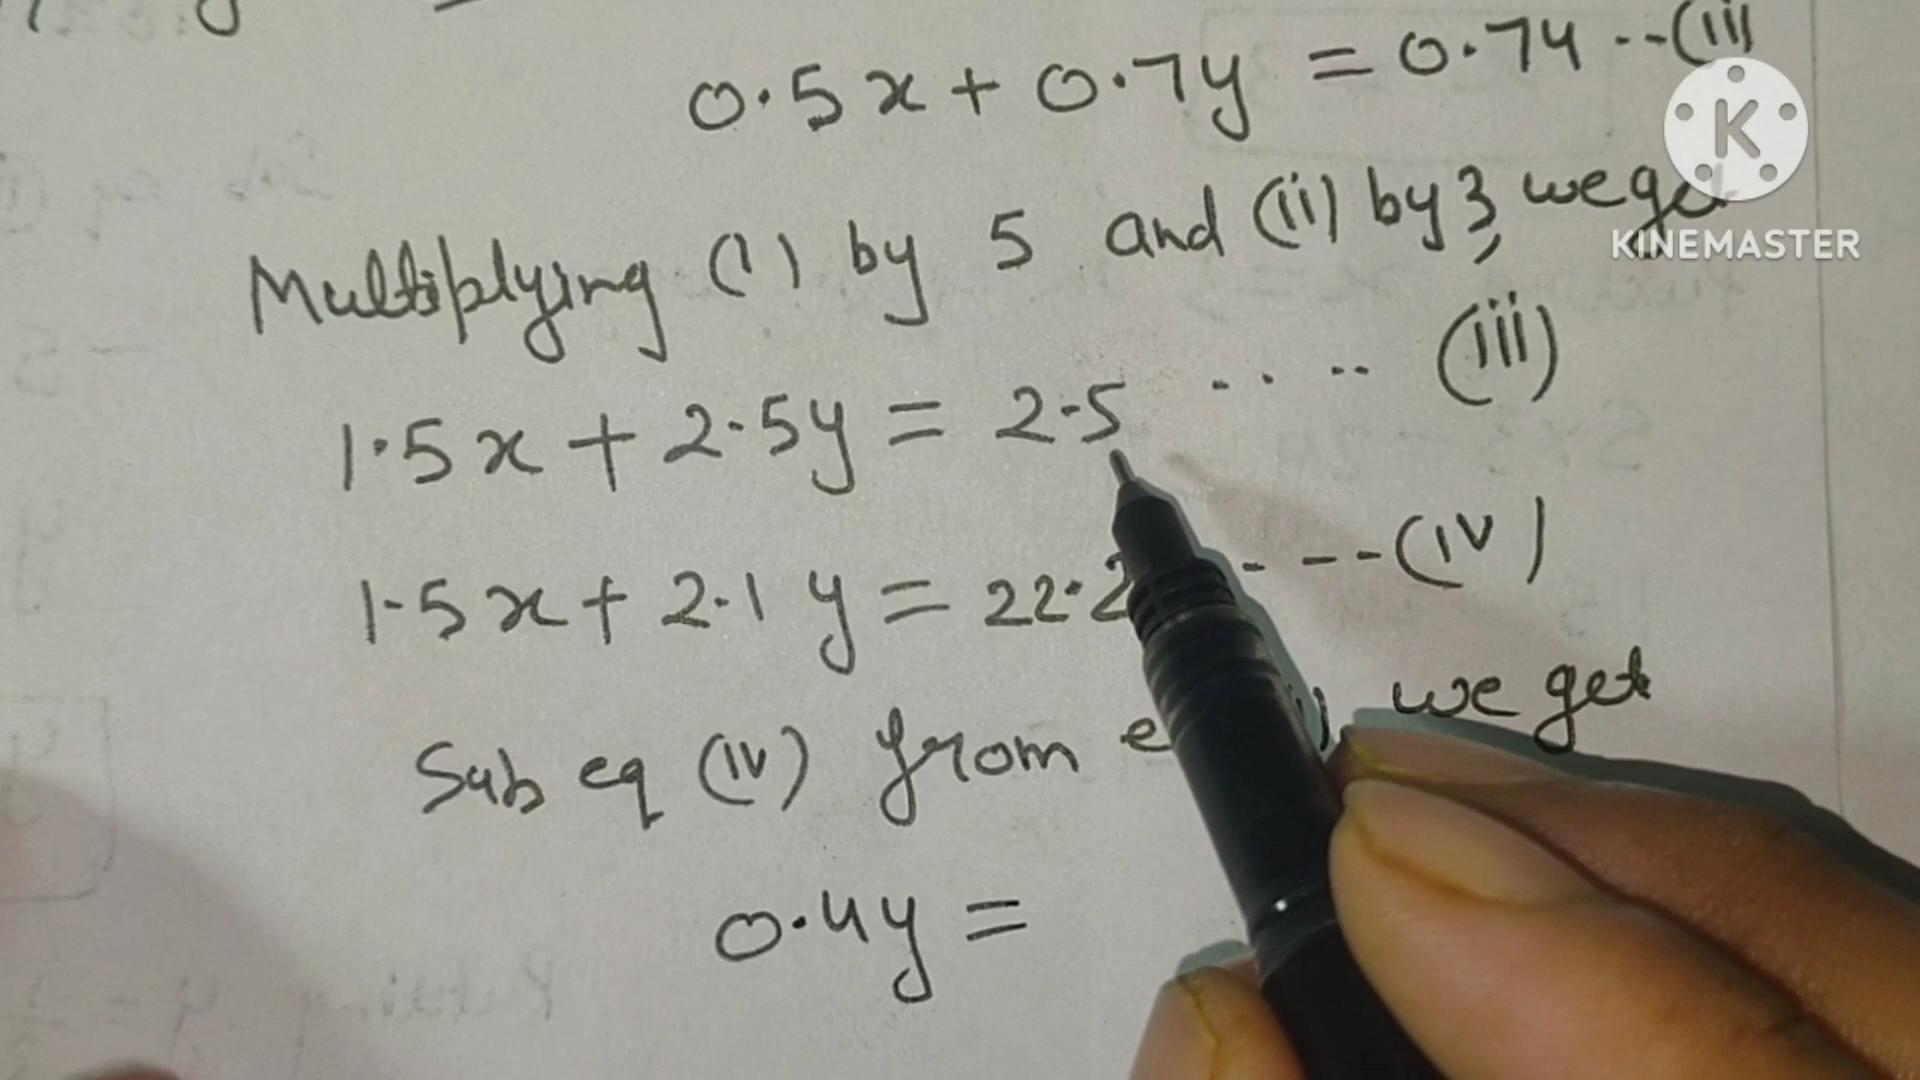 0.5x + 0.7y = 0.74 --(ii)
Multiplying (i) by 5 and (ii) by 3, we get
KINEMASTER
1.5x + 2.5y = 2.5 .... (iii)
1.5x + 2.1y = 22.2 ---(iv)
Sub eq (iv) from we get
0.4y =